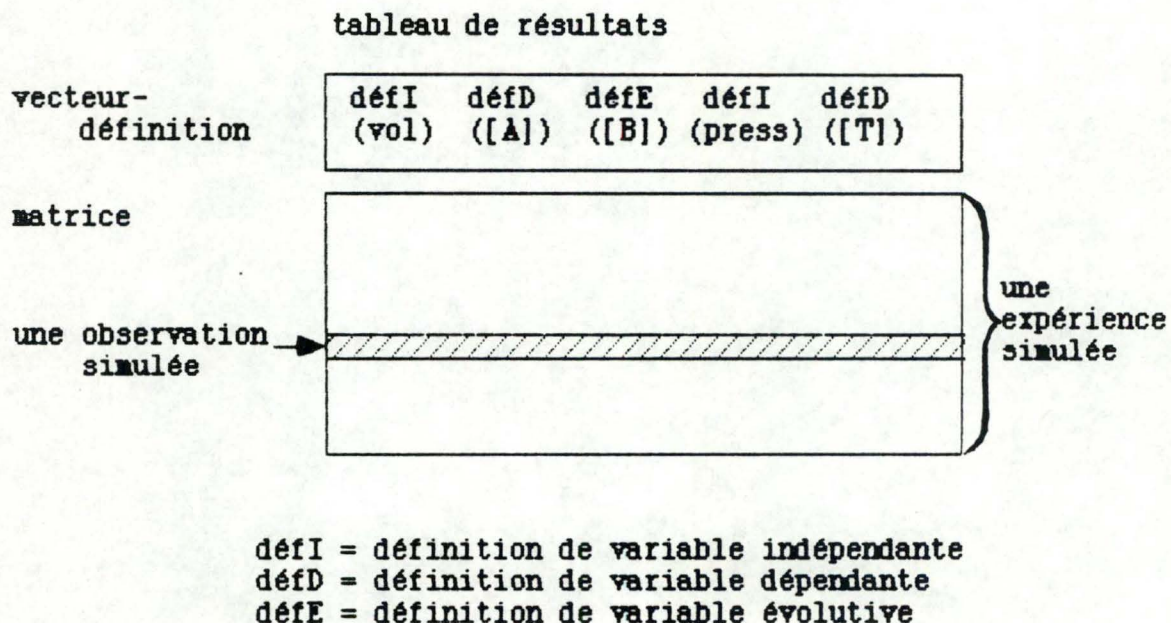 tableau de résultats
vecteur-
définition
défI défD défE défI défD
(vol) ([A]) ([B]) (press) ([T])
matrice
une observation
simulée
une
expérience
simulée
défI = définition de variable indépendante
défD = définition de variable dépendante
défE = définition de variable évolutive